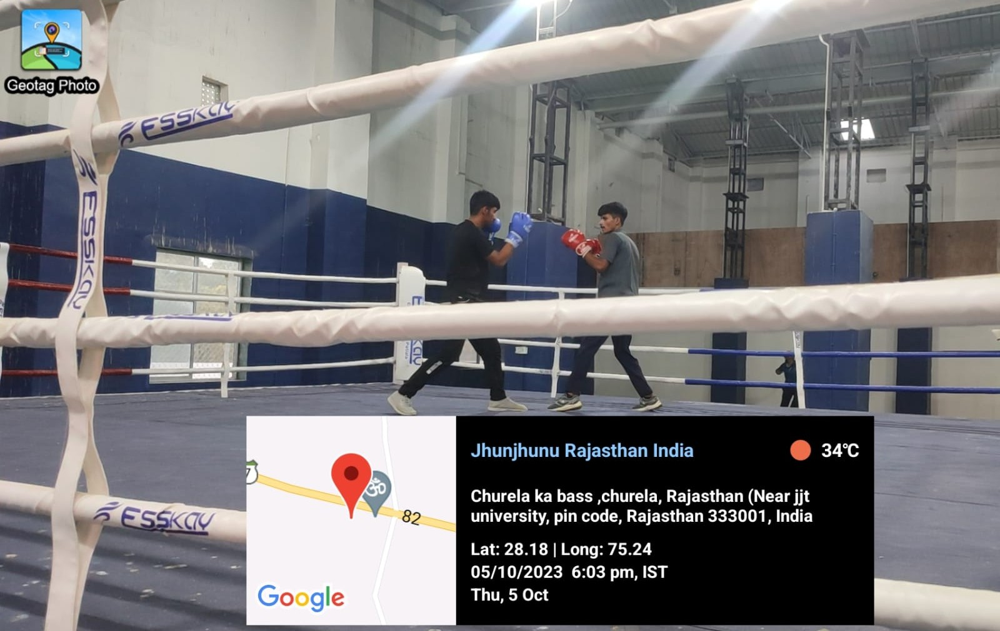 Geotag Photo
ESSKAY
ESSKAY
ESSKAY
Jhunjhunu Rajasthan India
34°C
Churela ka bass ,churela, Rajasthan (Near jjt
university, pin code, Rajasthan 333001, India
Lat: 28.18 | Long: 75.24
05/10/2023 6:03 pm, IST
Thu, 5 Oct
82
Google